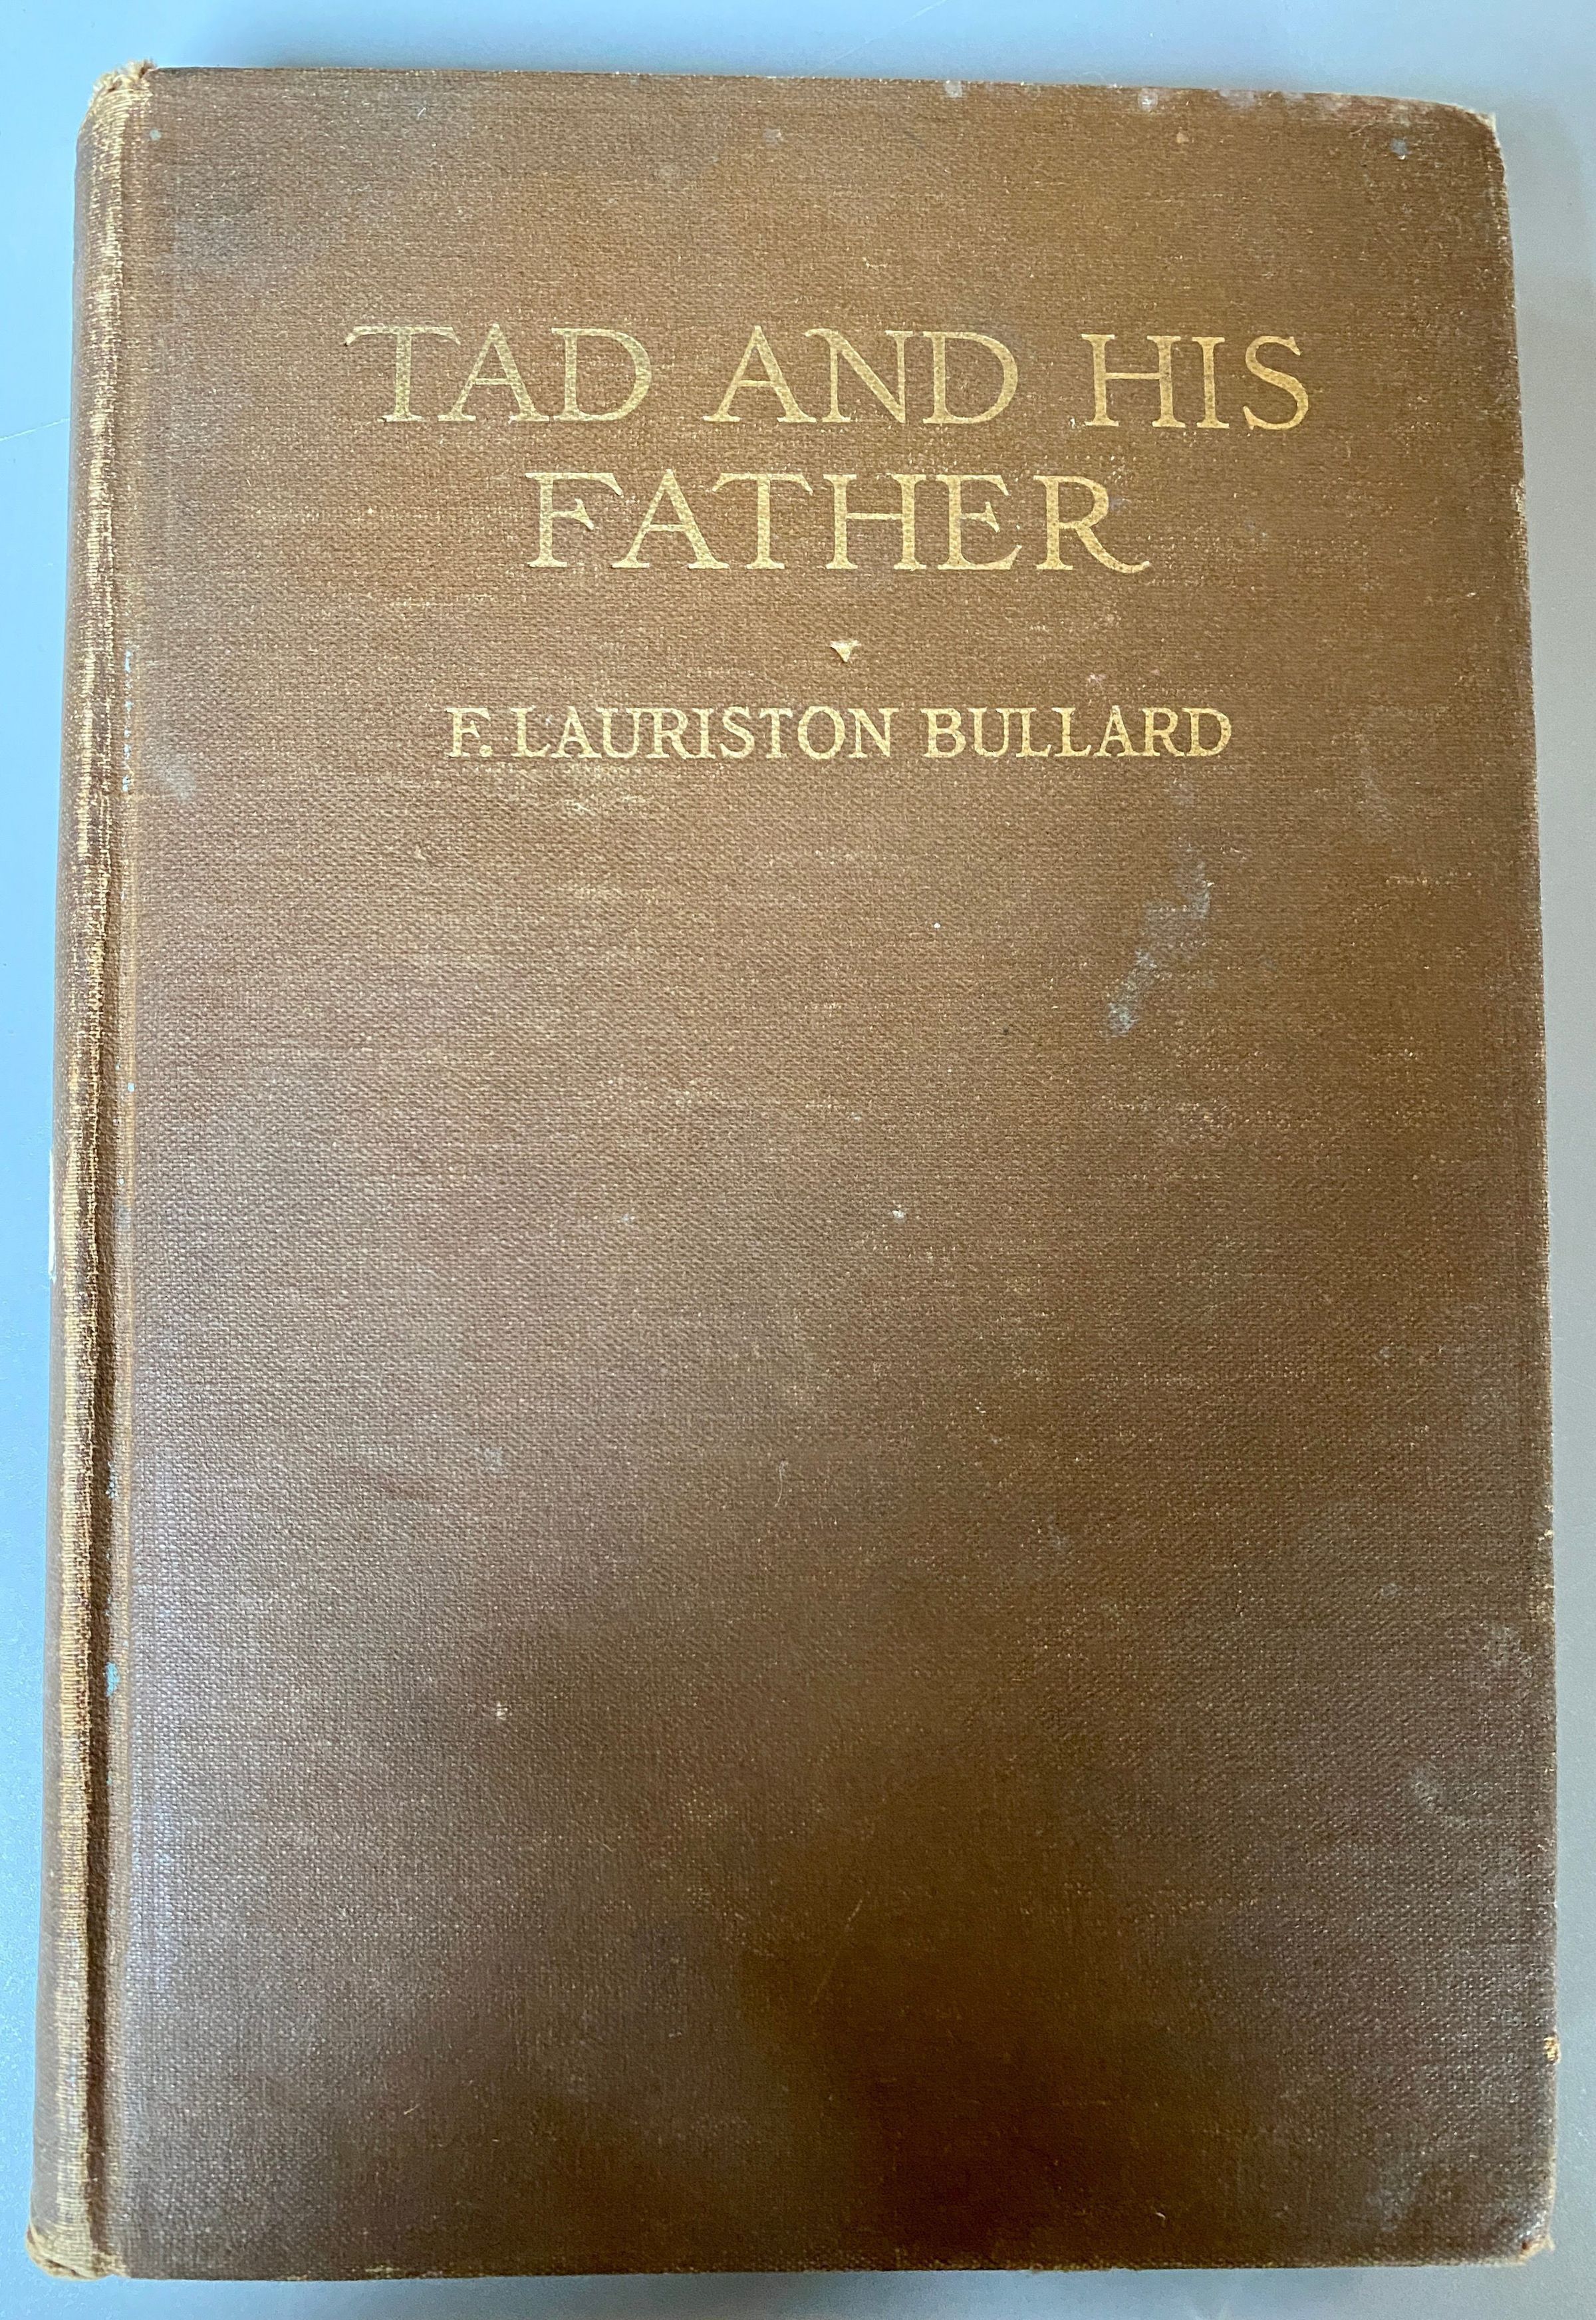 TAD AND HIS
FATHER
F. LAURISTON BULLARD